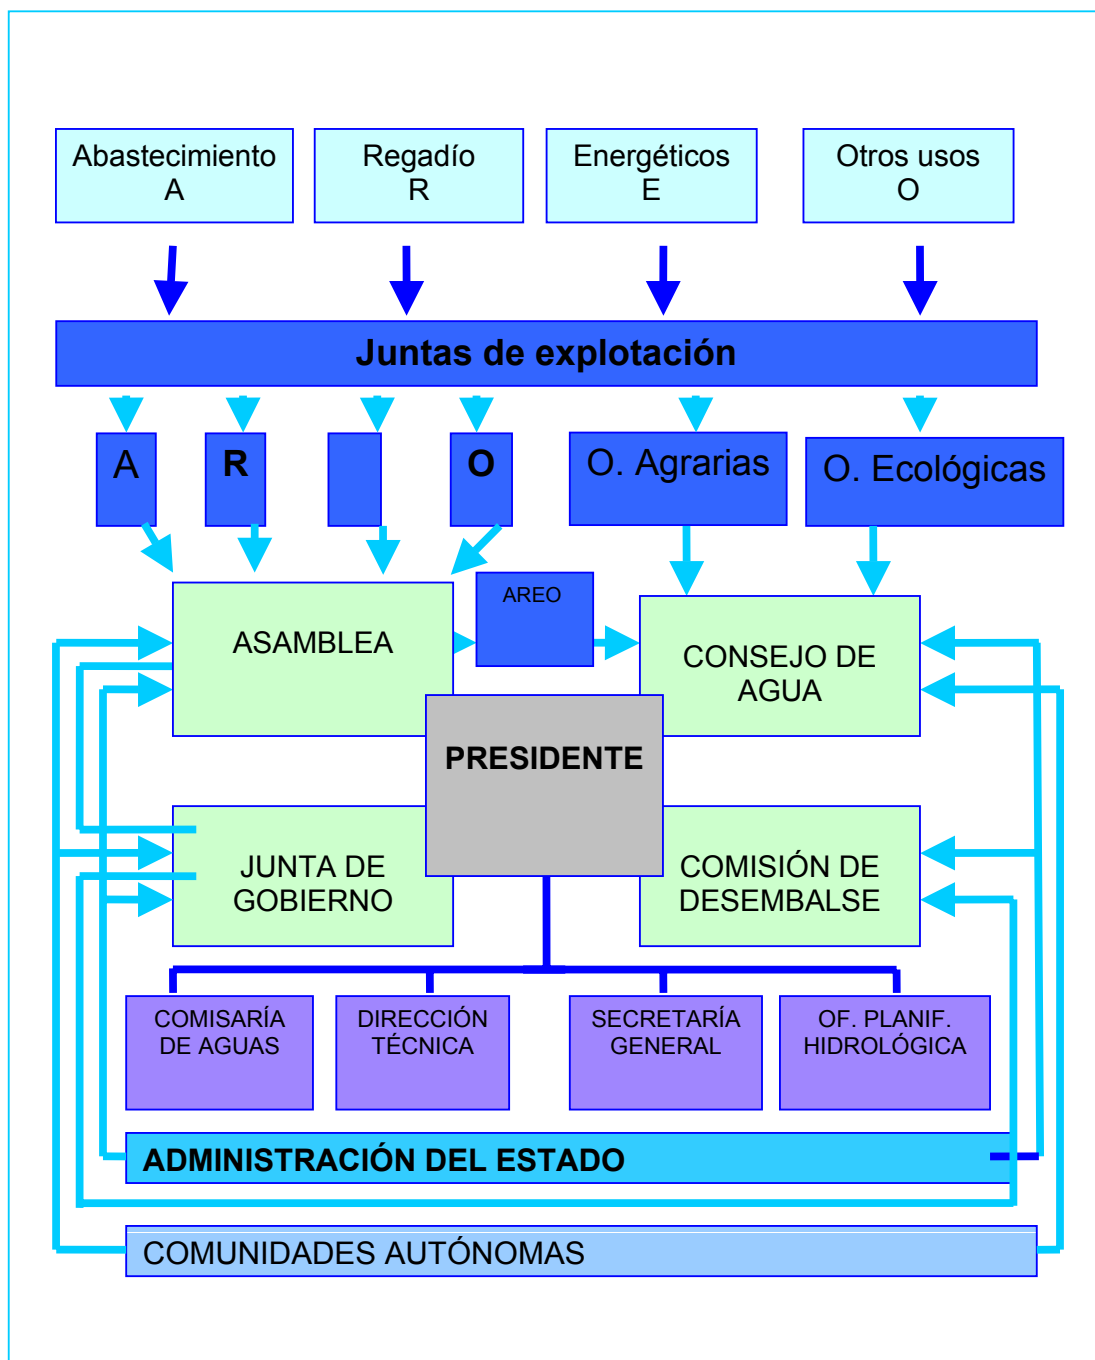 Abastecimiento
A
Regadío
R
Energéticos
E
Otros usos
O
Juntas de explotación
A
R
O
O. Agrarias
O. Ecológicas
AREO
ASAMBLEA
CONSEJO DE
AGUA
PRESIDENTE
JUNTA DE
GOBIERNO
COMISIÓN DE
DESEMBALSE
COMISARÍA
DE AGUAS
DIRECCIÓN
TÉCNICA
SECRETARÍA
GENERAL
OF. PLANIF.
HIDROLÓGICA
ADMINISTRACIÓN DEL ESTADO
COMUNIDADES AUTÓNOMAS